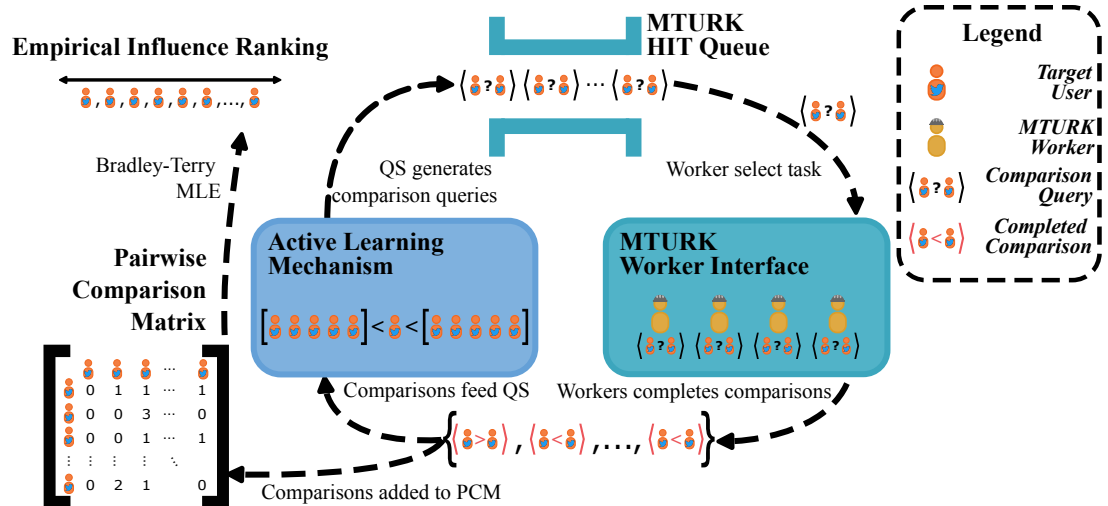 Empirical Influence Ranking
, , , , , , ..., 
MTURK
HIT Queue
⟨ ? ⟩ ⟨ ? ⟩ ... ⟨ ? ⟩
⟨ ? ⟩
Legend
Target
User
MTURK
Worker
⟨ ? ⟩ Comparison
Query
⟨ < ⟩ Completed
Comparison
Bradley-Terry
MLE
QS generates
comparison queries
Worker select task
Pairwise
Comparison
Matrix
Active Learning
Mechanism
[ ] < < [ ]
MTURK
Worker Interface
⟨ ? ⟩ ⟨ ? ⟩ ⟨ ? ⟩ ⟨ ? ⟩
Comparisons feed QS
Workers completes comparisons
{⟨ > ⟩ , ⟨ < ⟩ , ..., ⟨ < ⟩}
...
0 1 1 ... 1
0 0 3 ... 0
0 0 1 ... 1
⋮ ⋮ ⋮ ⋮ ⋱
0 2 1 0
Comparisons added to PCM